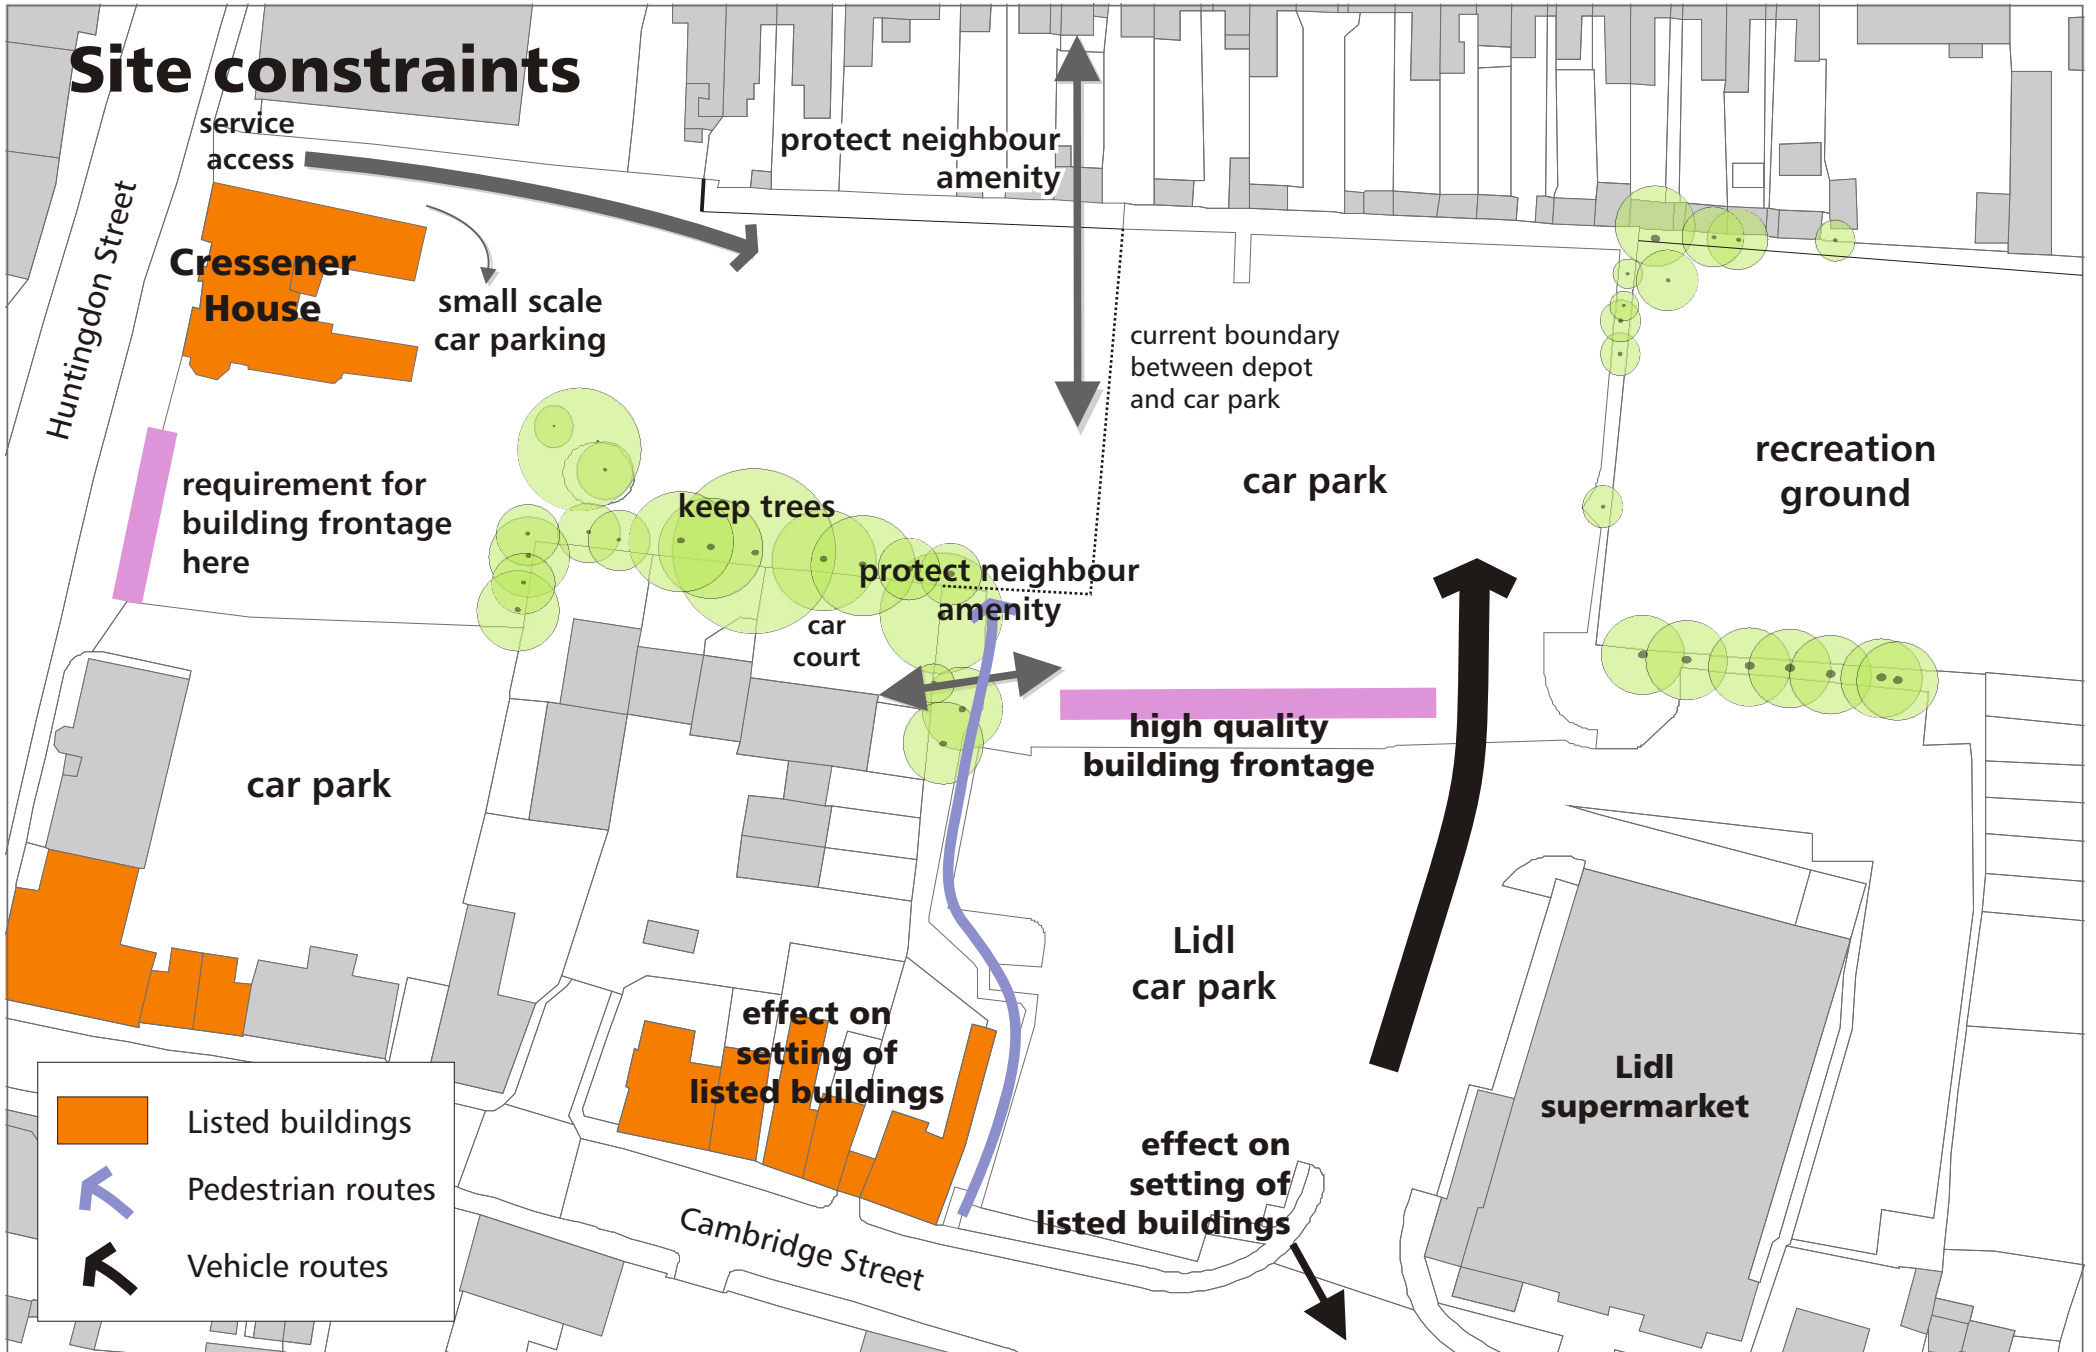 Site constraints
service
access
protect neighbour
amenity
Huntingdon Street
Cressener
House
small scale
car parking
current boundary
between depot
and car park
requirement for
building frontage
here
keep trees
car park
recreation
ground
protect neighbour
amenity
car
court
high quality
building frontage
car park
Lidl
car park
effect on
setting of
listed buildings
Lidl
supermarket
effect on
setting of
listed buildings
Cambridge Street
Listed buildings
Pedestrian routes
Vehicle routes